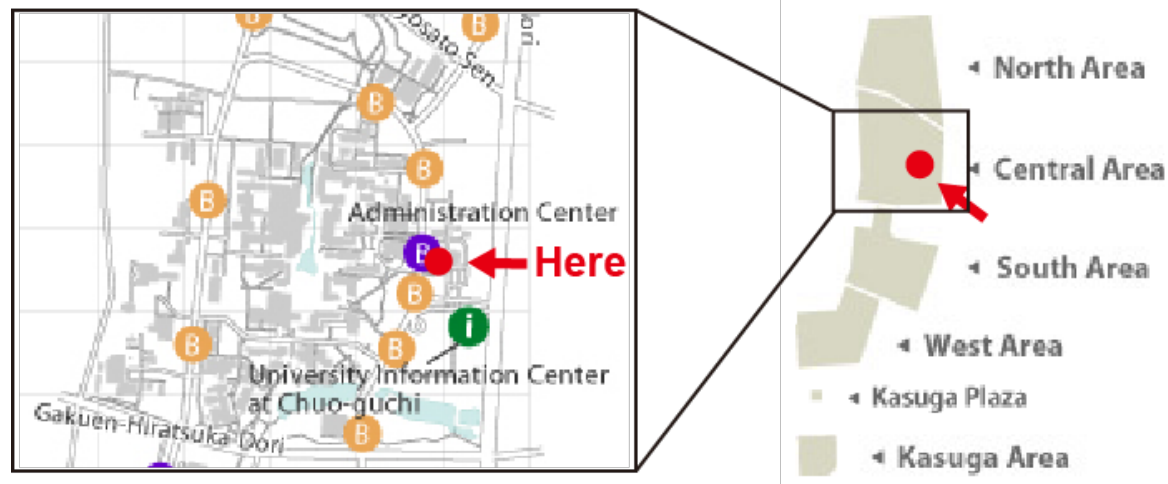 B
B
B
B
B
Administration Center
B
Here
B
i
B
B
University Information Center
at Chuo-guchi
Gakuen-Hiratsuka Dori
B
North Area
Central Area
South Area
West Area
Kasuga Plaza
Kasuga Area